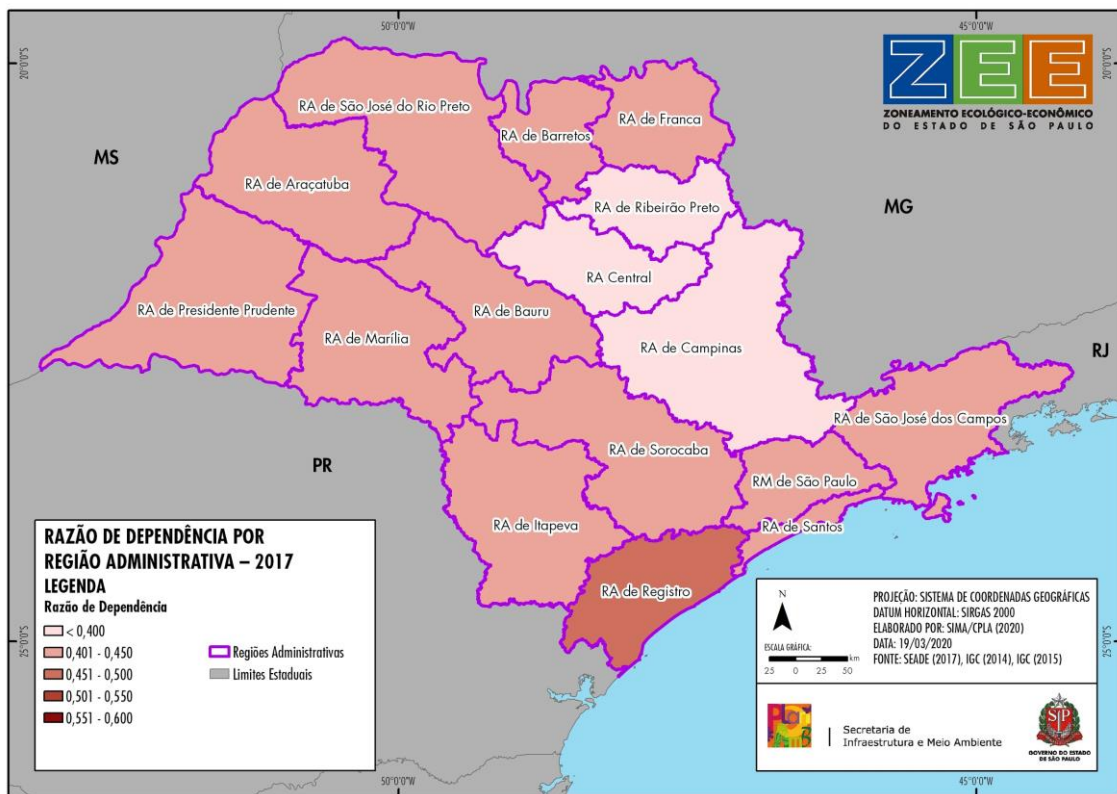 50°0'0"W
45°0'0"W
20°0'0"S
20°0'0"S
ZEE
ZONEAMENTO ECOLÓGICO-ECONÔMICO
DO ESTADO DE SÃO PAULO
RA de São José do Rio Preto
RA de Barretos
RA de Franca
MS
RA de Araçatuba
RA de Ribeirão Preto
MG
RA Central
RA de Presidente Prudente
RA de Bauru
RA de Marília
RA de Campinas
RJ
RA de São José dos Campos
RA de Sorocaba
PR
RM de São Paulo
RA de Itapeva
RA de Santos
RA de Registro
RAZÃO DE DEPENDÊNCIA POR
REGIÃO ADMINISTRATIVA – 2017
LEGENDA
Razão de Dependência
< 0,400
0,401 - 0,450
0,451 - 0,500
0,501 - 0,550
0,551 - 0,600
Regiões Administrativas
Limites Estaduais
N
ESCALA GRÁFICA:
25 0 25 50 km
PROJEÇÃO: SISTEMA DE COORDENADAS GEOGRÁFICAS
DATUM HORIZONTAL: SIRGAS 2000
ELABORADO POR: SIMA/CPLA (2020)
DATA: 19/03/2020
FONTE: SEADE (2017), IGC (2014), IGC (2015)
Secretaria de
Infraestrutura e Meio Ambiente
SP
GOVERNO DO ESTADO
DE SÃO PAULO
25°0'0"S
25°0'0"S
50°0'0"W
45°0'0"W